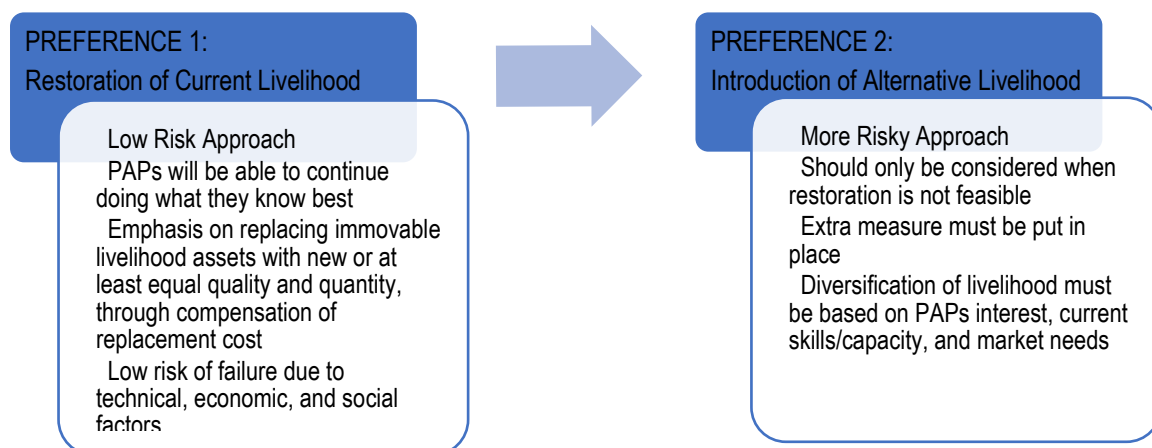 PREFERENCE 1:
Restoration of Current Livelihood
Low Risk Approach
PAPs will be able to continue
doing what they know best
Emphasis on replacing immovable
livelihood assets with new or at
least equal quality and quantity,
through compensation of
replacement cost
Low risk of failure due to
technical, economic, and social
factors
PREFERENCE 2:
Introduction of Alternative Livelihood
More Risky Approach
Should only be considered when
restoration is not feasible
Extra measure must be put in
place
Diversification of livelihood must
be based on PAPs interest, current
skills/capacity, and market needs